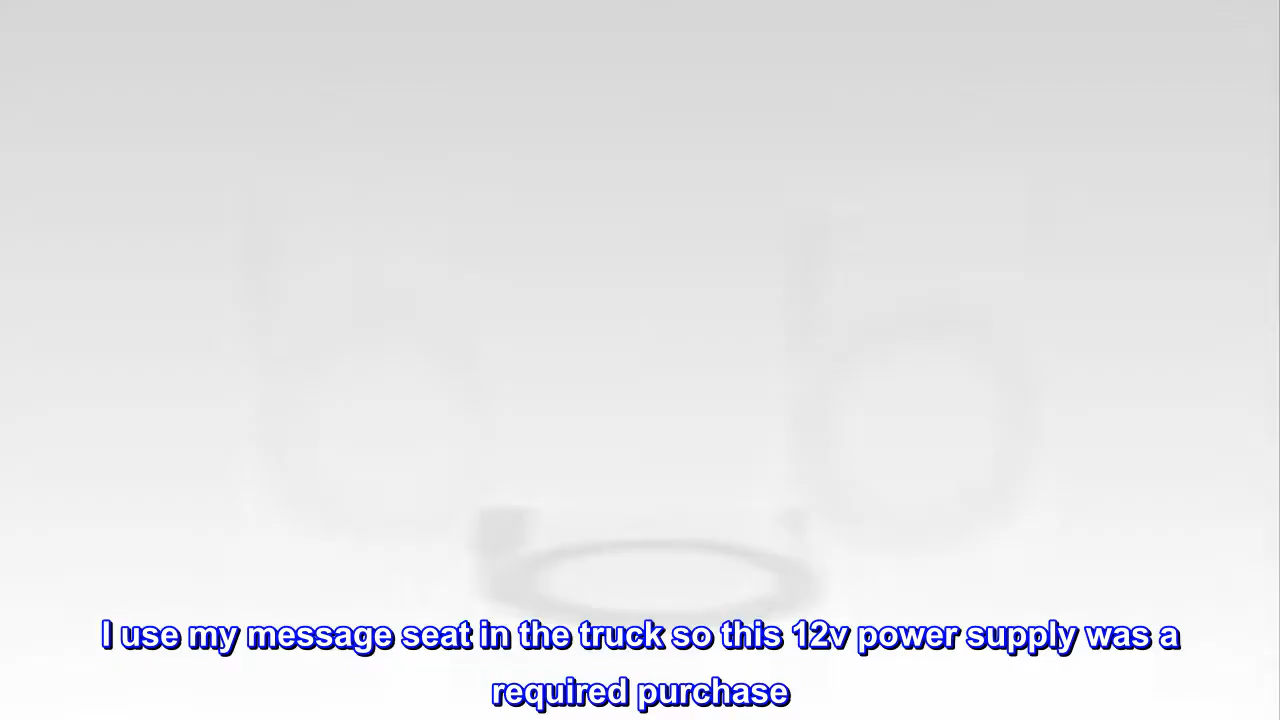 I use my message seat in the truck so this 12v power supply was a
required purchase